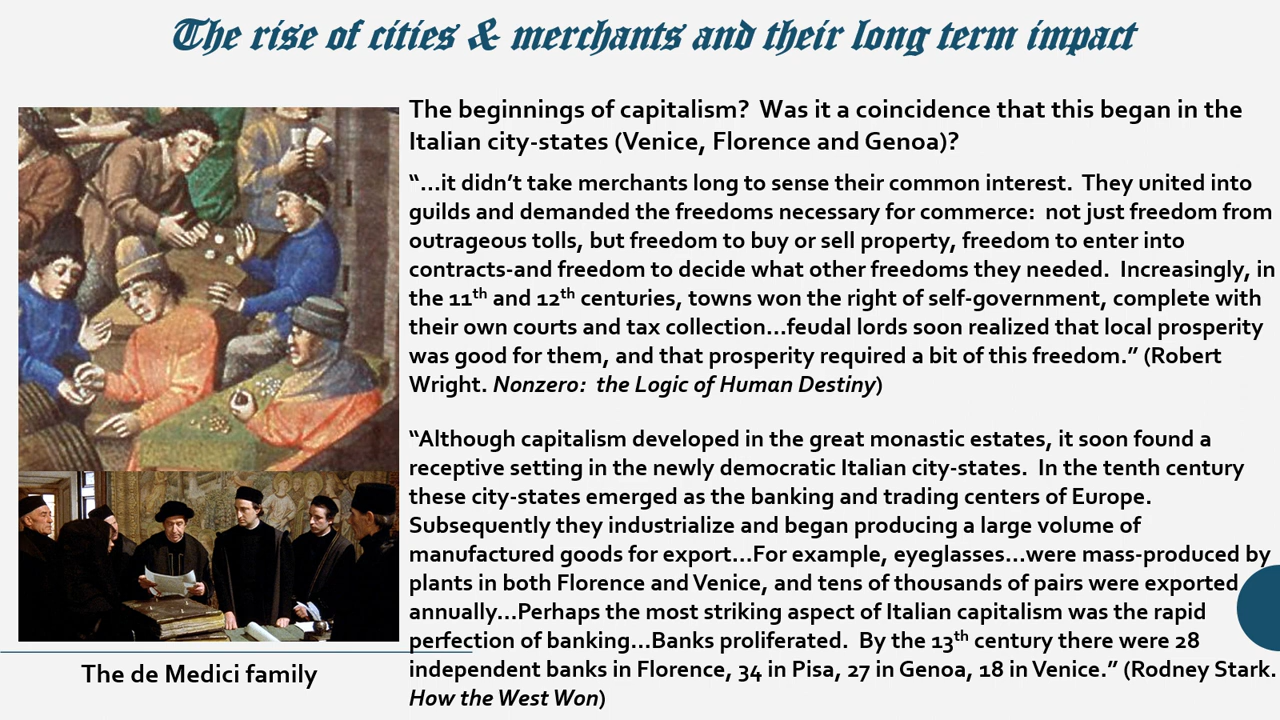 The rise of cities & merchants and their long term impact
The beginnings of capitalism?  Was it a coincidence that this began in the
Italian city-states (Venice, Florence and Genoa)?
“…it didn’t take merchants long to sense their common interest.  They united into
guilds and demanded the freedoms necessary for commerce:  not just freedom from
outrageous tolls, but freedom to buy or sell property, freedom to enter into
contracts-and freedom to decide what other freedoms they needed.  Increasingly, in
the 11th and 12th centuries, towns won the right of self-government, complete with
their own courts and tax collection…feudal lords soon realized that local prosperity
was good for them, and that prosperity required a bit of this freedom.” (Robert
Wright. Nonzero:  the Logic of Human Destiny)
“Although capitalism developed in the great monastic estates, it soon found a
receptive setting in the newly democratic Italian city-states.  In the tenth century
these city-states emerged as the banking and trading centers of Europe.
Subsequently they industrialize and began producing a large volume of
manufactured goods for export…For example, eyeglasses…were mass-produced by
plants in both Florence and Venice, and tens of thousands of pairs were exported
annually…Perhaps the most striking aspect of Italian capitalism was the rapid
perfection of banking…Banks proliferated.  By the 13th century there were 28
independent banks in Florence, 34 in Pisa, 27 in Genoa, 18 in Venice.” (Rodney Stark.
How the West Won)
The de Medici family